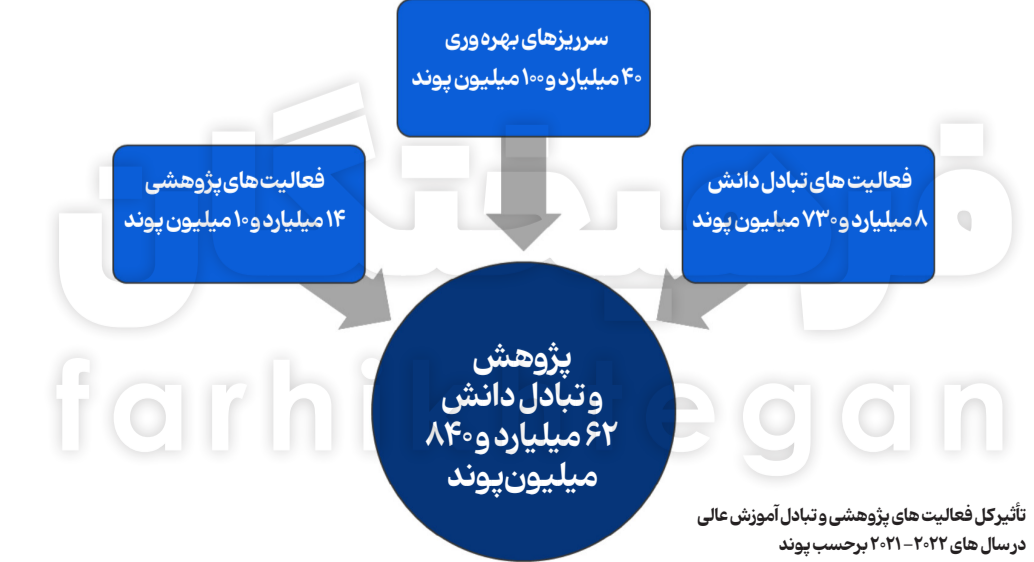 سرریزهای بهره‌وری
۴۰ میلیارد و ۱۰۰ میلیون پوند
فعالیت های تبادل دانش
۸ میلیارد و ۷۳۰ میلیون پوند
فعالیت‌های پژوهشی
۱۴ میلیارد و ۱۰ میلیون پوند
پژوهش
و تبادل دانش
۶۲ میلیارد و ۸۴۰
میلیون‌پوند
فرهیختگان
farhikhtegan
تأثیر کل فعالیت های پژوهشی و تبادل آموزش عالی
در سال های ۲۰۲۲ - ۲۰۲۱ برحسب پوند